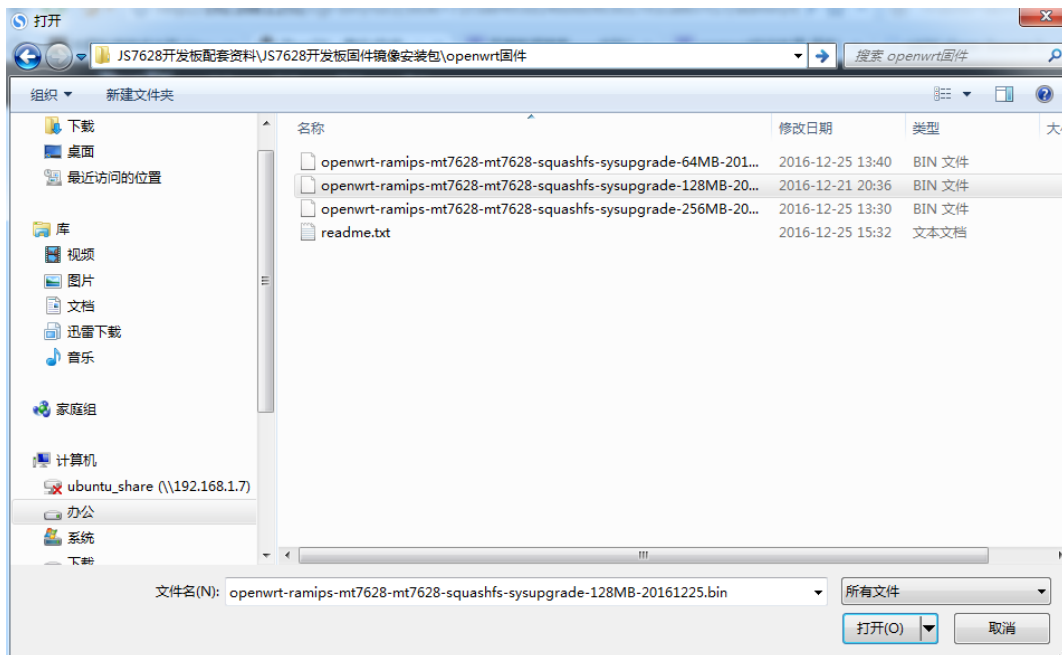 打开
JS7628开发板配套资料\JS7628开发板固件镜像安装包\openwrt固件
搜索 openwrt固件
组织 新建文件夹
下载
桌面
最近访问的位置
库
视频
图片
文档
迅雷下载
音乐
家庭组
计算机
ubuntu_share (\\192.168.1.7)
办公
系统
下载
名称 修改日期 类型 大
openwrt-ramips-mt7628-mt7628-squashfs-sysupgrade-64MB-201... 2016-12-25 13:40 BIN 文件
openwrt-ramips-mt7628-mt7628-squashfs-sysupgrade-128MB-20... 2016-12-21 20:36 BIN 文件
openwrt-ramips-mt7628-mt7628-squashfs-sysupgrade-256MB-20... 2016-12-25 13:30 BIN 文件
readme.txt 2016-12-25 15:32 文本文档
文件名(N): openwrt-ramips-mt7628-mt7628-squashfs-sysupgrade-128MB-20161225.bin 所有文件
打开(O) 取消